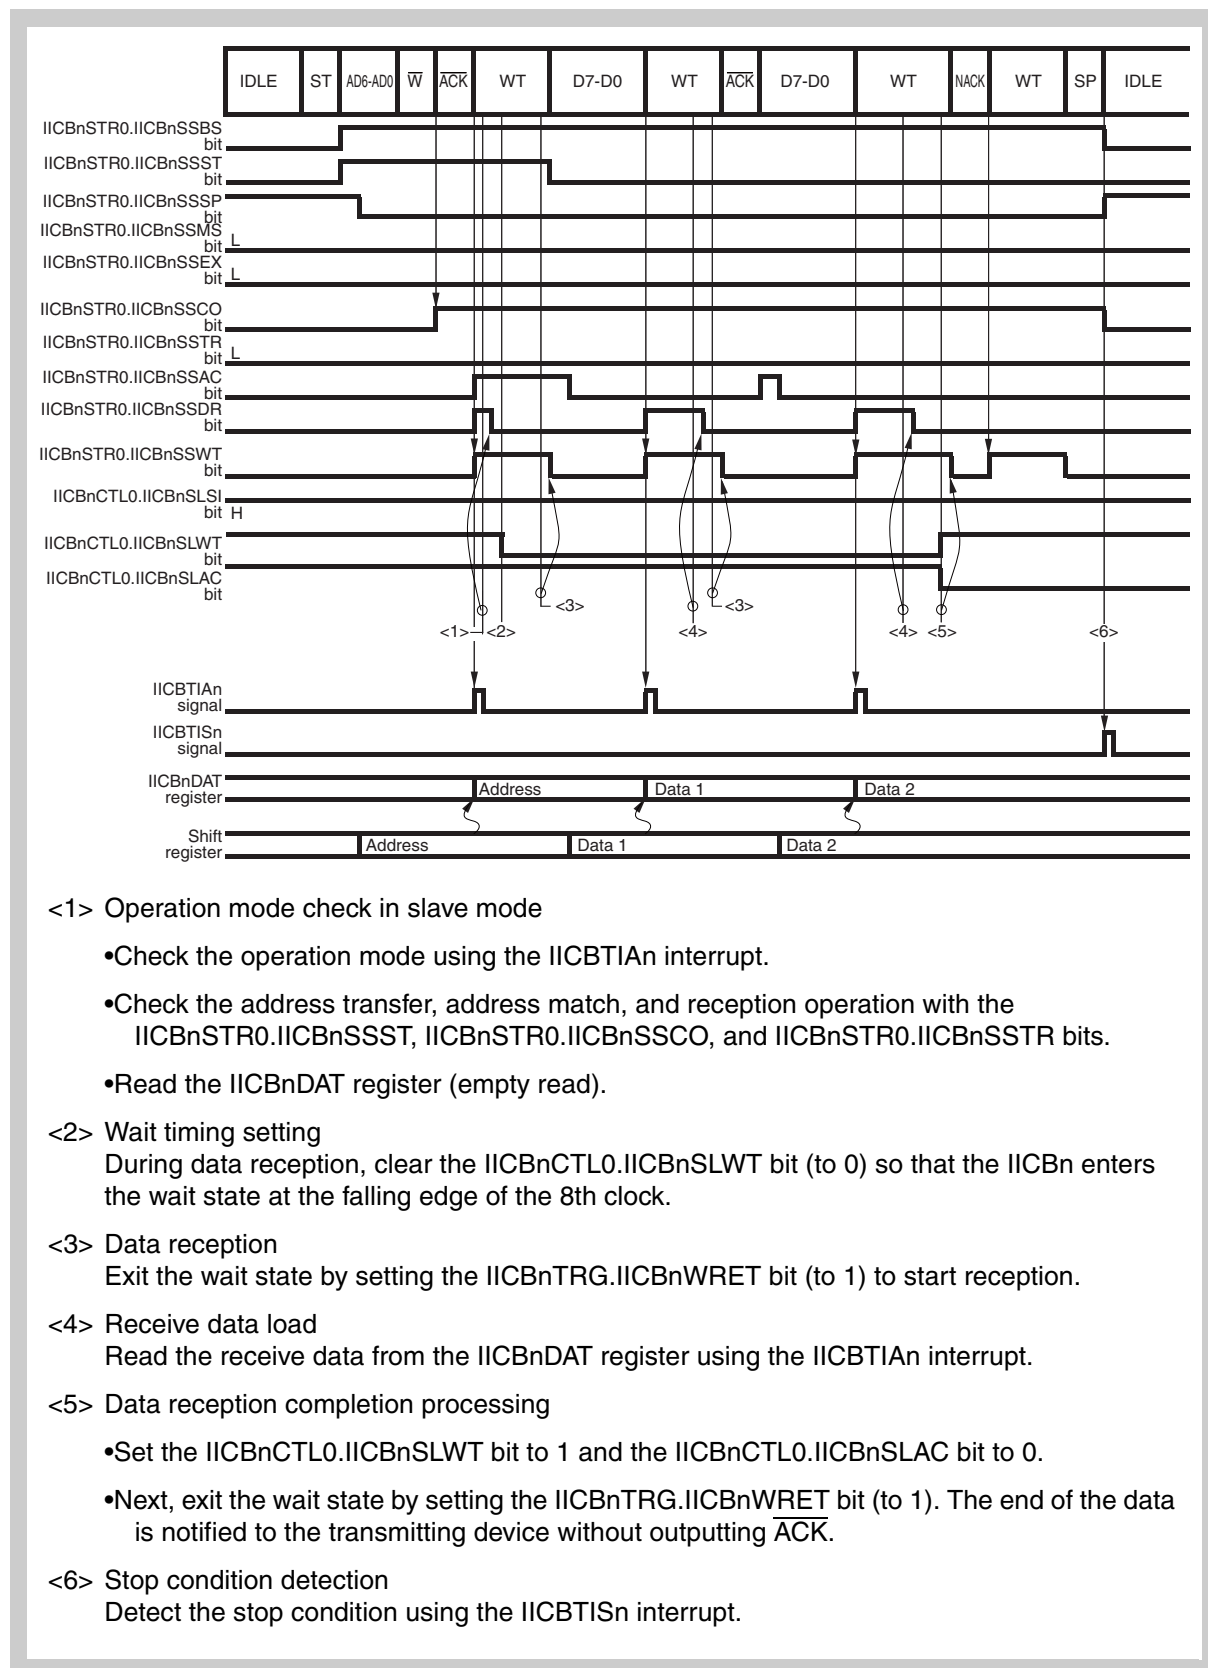 IDLE ST AD6-AD0 W ACK WT D7-D0 WT ACK D7-D0 WT NACK WT SP IDLE
IICBnSTR0.IICBnSSBS
bit
IICBnSTR0.IICBnSSST
bit
IICBnSTR0.IICBnSSSP
bit
IICBnSTR0.IICBnSSMS
bit L
IICBnSTR0.IICBnSSEX
bit L
IICBnSTR0.IICBnSSCO
bit
IICBnSTR0.IICBnSSTR
bit L
IICBnSTR0.IICBnSSAC
bit
IICBnSTR0.IICBnSSDR
bit
IICBnSTR0.IICBnSSWT
bit
IICBnCTL0.IICBnSLSI
bit H
IICBnCTL0.IICBnSLWT
bit
IICBnCTL0.IICBnSLAC
bit
<3> <3>
<1> <2> <4> <4> <5> <6>
IICBTIAn
signal
IICBTISn
signal
IICBnDAT
register
Address Data 1 Data 2
Shift
register
Address Data 1 Data 2
<1> Operation mode check in slave mode
•Check the operation mode using the IICBTIAn interrupt.
•Check the address transfer, address match, and reception operation with the
IICBnSTR0.IICBnSSST, IICBnSTR0.IICBnSSCO, and IICBnSTR0.IICBnSSTR bits.
•Read the IICBnDAT register (empty read).
<2> Wait timing setting
During data reception, clear the IICBnCTL0.IICBnSLWT bit (to 0) so that the IICBn enters
the wait state at the falling edge of the 8th clock.
<3> Data reception
Exit the wait state by setting the IICBnTRG.IICBnWRET bit (to 1) to start reception.
<4> Receive data load
Read the receive data from the IICBnDAT register using the IICBTIAn interrupt.
<5> Data reception completion processing
•Set the IICBnCTL0.IICBnSLWT bit to 1 and the IICBnCTL0.IICBnSLAC bit to 0.
•Next, exit the wait state by setting the IICBnTRG.IICBnWRET bit (to 1). The end of the data
is notified to the transmitting device without outputting ACK.
<6> Stop condition detection
Detect the stop condition using the IICBTISn interrupt.